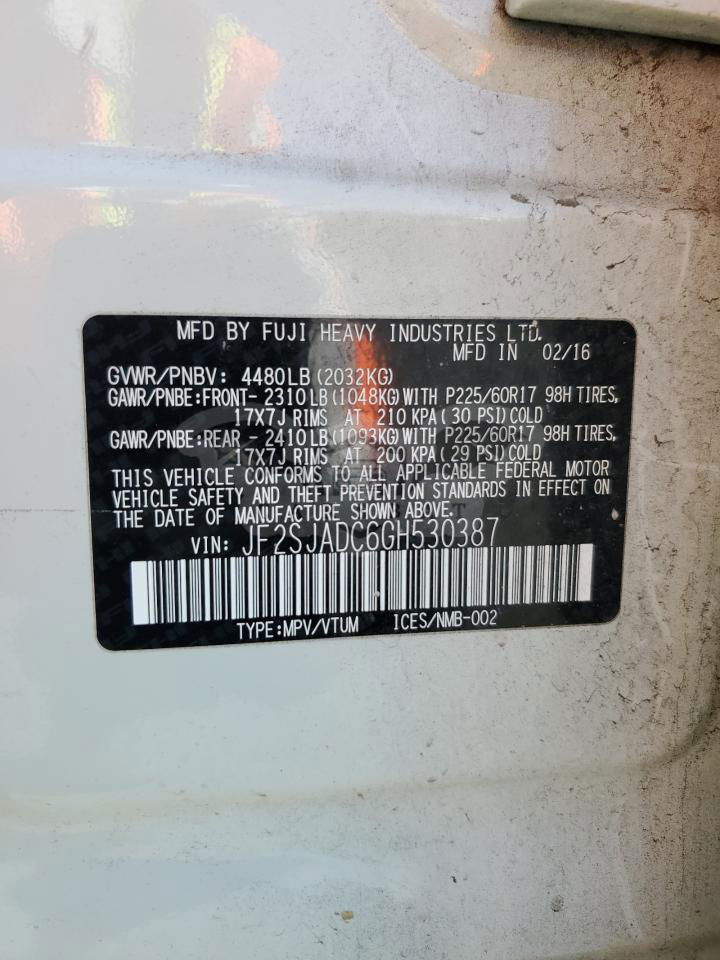 MFD BY FUJI HEAVY INDUSTRIES LTD.
MFD IN 02/16
GVWR/PNBV: 4480LB(2032KG)
GAWR/PNBE:FRONT- 2310LB(1048KG)WITH P225/60R17 98H TIRES,
17X7J RIMS AT 210 KPA(30 PSI)COLD
GAWR/PNBE:REAR - 2410LB(1093KG)WITH P225/60R17 98H TIRES,
17X7J RIMS AT 200 KPA(29 PSI)COLD
THIS VEHICLE CONFORMS TO ALL APPLICABLE FEDERAL MOTOR
VEHICLE SAFETY AND THEFT PREVENTION STANDARDS IN EFFECT ON
THE DATE OF MANUFACTURE SHOWN ABOVE.
VIN: JF2SJADC6GH530387
TYPE:MPV/VTUM ICES/NMB-002